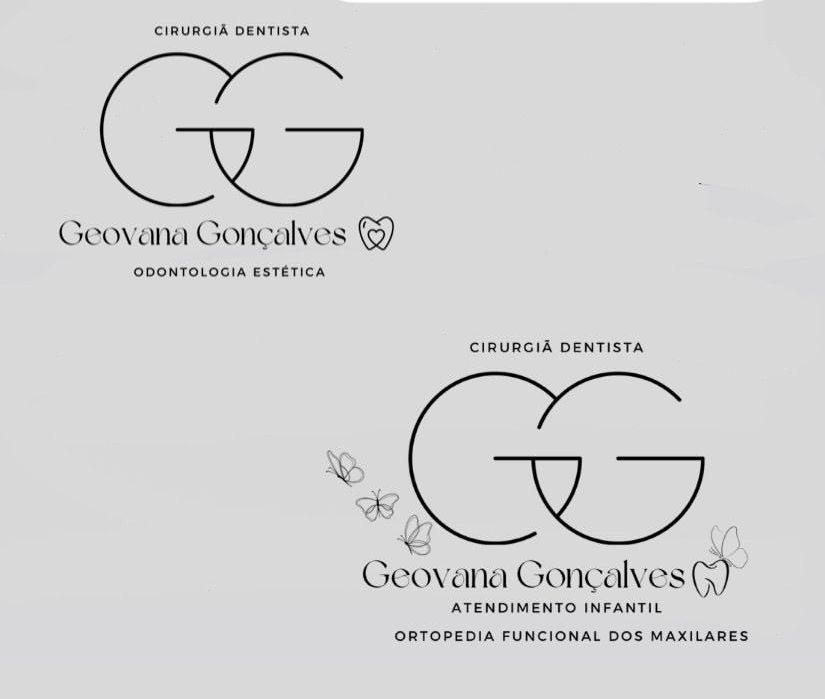 CIRURGIÃ DENTISTA
GG
Geovana Gonçalves
ODONTOLOGIA ESTÉTICA
CIRURGIÃ DENTISTA
GG
Geovana Gonçalves
ATENDIMENTO INFANTIL
ORTOPEDIA FUNCIONAL DOS MAXILARES